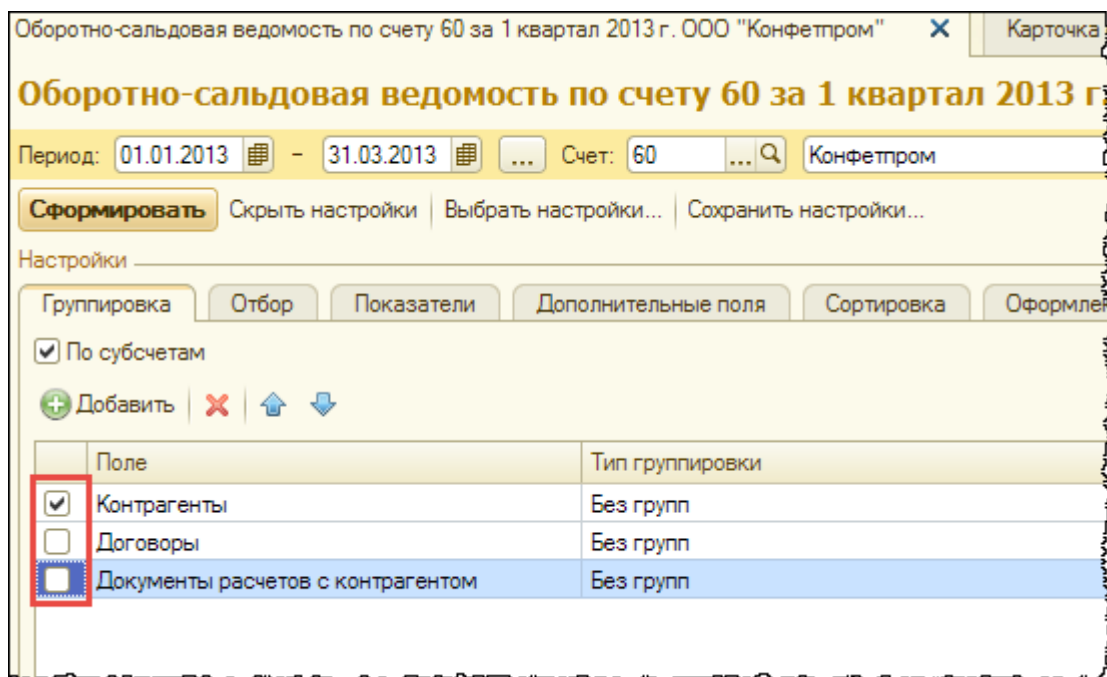 Оборотно-сальдовая ведомость по счету 60 за 1 квартал 2013 г. ООО "Конфетпром" Карточка
Оборотно-сальдовая ведомость по счету 60 за 1 квартал 2013 г.
Период: 01.01.2013 - 31.03.2013 ... Счет: 60 ... Конфетпром
Сформировать Скрыть настройки Выбрать настройки... Сохранить настройки...
Настройки
Группировка Отбор Показатели Дополнительные поля Сортировка
По субсчетам
Добавить
Поле Тип группировки
Контрагенты Без групп
Договоры Без групп
Документы расчетов с контрагентом Без групп